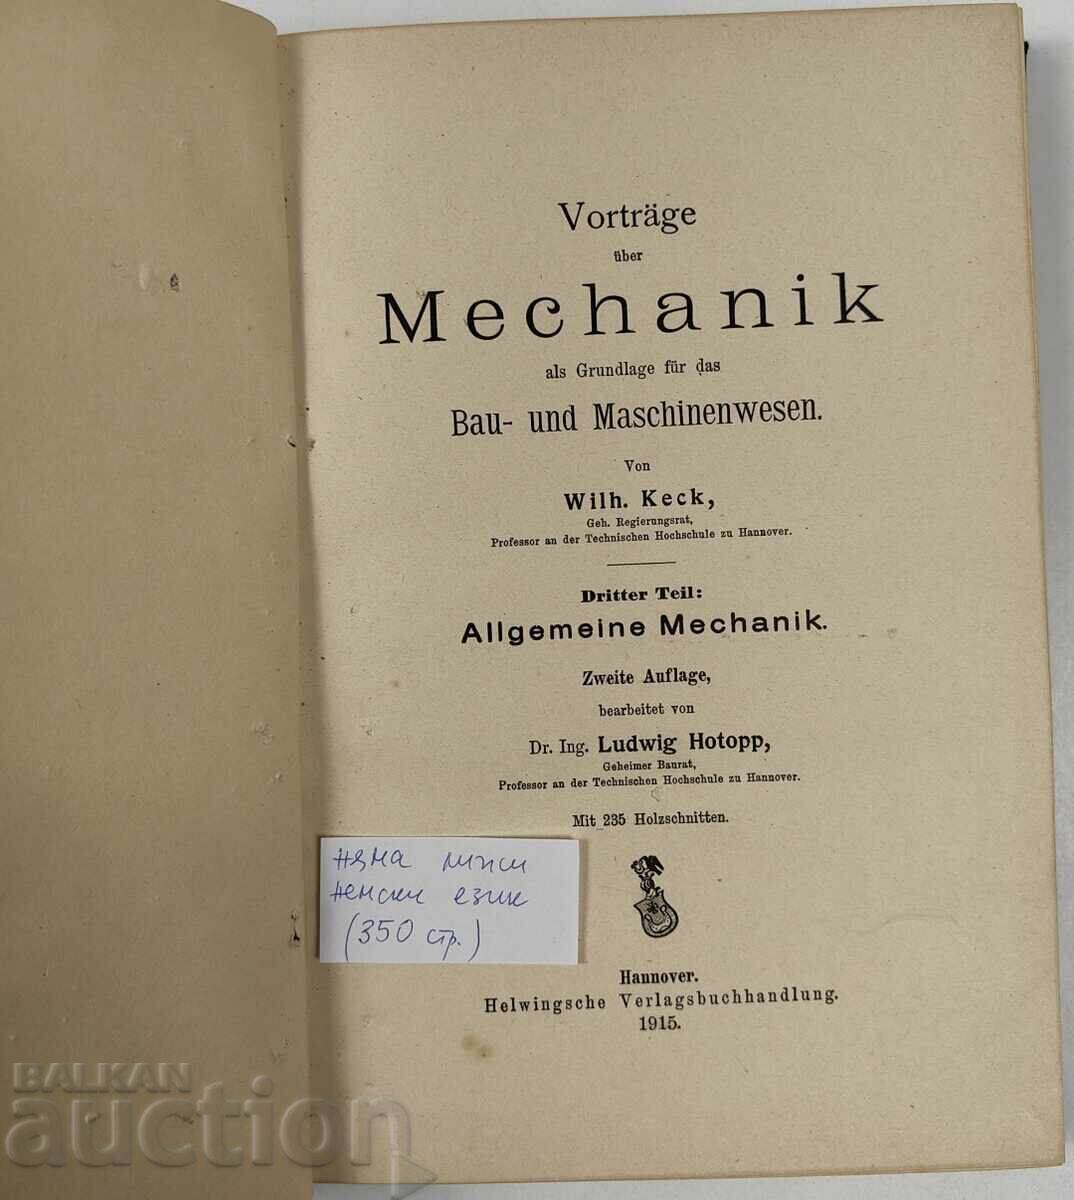 Vorträge
über
Mechanik
als Grundlage für das
Bau- und Maschinenwesen.
Von
Wilh. Keck,
Geh. Regierungsrat,
Professor an der Technischen Hochschule zu Hannover.
Dritter Teil:
Allgemeine Mechanik.
Zweite Auflage,
bearbeitet von
Dr. Ing. Ludwig Hotopp,
Geheimer Baurat,
Professor an der Technischen Hochschule zu Hannover.
Mit 235 Holzschnitten.
няма липси
немски език
(350 стр.)
Hannover.
Helwingsche Verlagsbuchhandlung.
1915.
BALKAN
auction